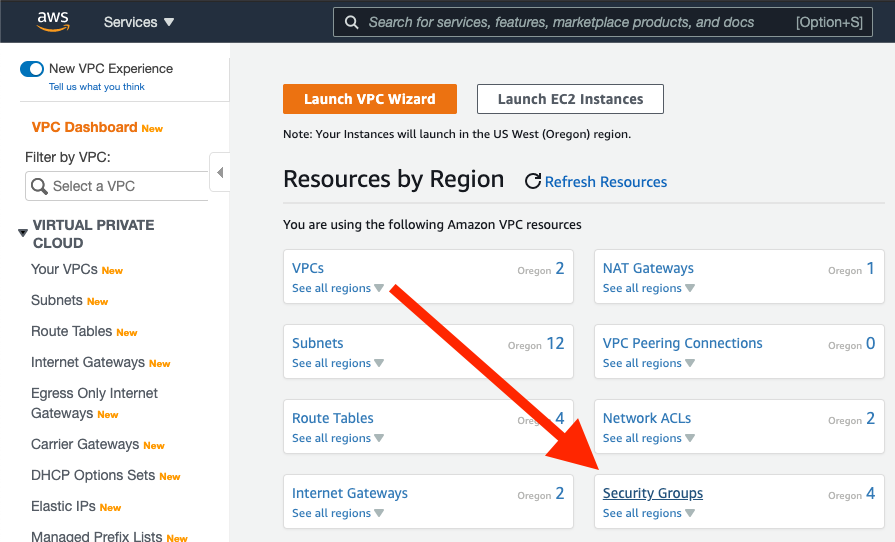 aws
Services
Search for services, features, marketplace products, and docs
[Option+S]
New VPC Experience
Tell us what you think
VPC Dashboard New
Filter by VPC:
Select a VPC
VIRTUAL PRIVATE
CLOUD
Your VPCs New
Subnets New
Route Tables New
Internet Gateways New
Egress Only Internet
Gateways New
Carrier Gateways New
DHCP Options Sets New
Elastic IPs New
Managed Prefix Lists New
Launch VPC Wizard
Launch EC2 Instances
Note: Your Instances will launch in the US West (Oregon) region.
Resources by Region
Refresh Resources
You are using the following Amazon VPC resources
VPCs Oregon 2
See all regions
NAT Gateways Oregon 1
See all regions
Subnets Oregon 12
See all regions
VPC Peering Connections Oregon 0
See all regions
Route Tables Oregon 4
See all regions
Network ACLs Oregon 2
See all regions
Internet Gateways Oregon 2
See all regions
Security Groups Oregon 4
See all regions